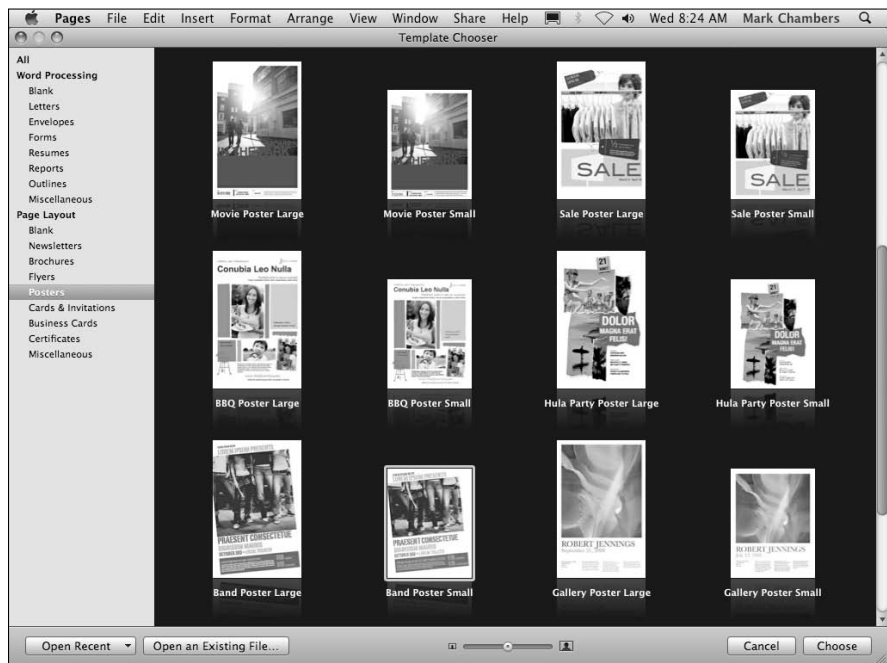 Pages File Edit Insert Format Arrange View Window Share Help Wed 8:24 AM Mark Chambers
Template Chooser
All
Word Processing
Blank
Letters
Envelopes
Forms
Resumes
Reports
Outlines
Miscellaneous
Page Layout
Blank
Newsletters
Brochures
Flyers
Posters
Cards & Invitations
Business Cards
Certificates
Miscellaneous
SALE
SALE
Movie Poster Large
Movie Poster Small
Sale Poster Large
Sale Poster Small
Conubia Leo Nulla
Conubia Leo Nulla
21
DOLOR
MAGNA ERAT
FELIS!
21
DOLOR
MAGNA ERAT
FELIS!
BBQ Poster Large
BBQ Poster Small
Hula Party Poster Large
Hula Party Poster Small
LOREM IPSUM PRESENTS
PRAESENT CONSECTETUE
PRAESENT CONSECTETUE
ROBERT JENNINGS
ROBERT JENNINGS
Band Poster Large
Band Poster Small
Gallery Poster Large
Gallery Poster Small
Open Recent
Open an Existing File...
Cancel
Choose